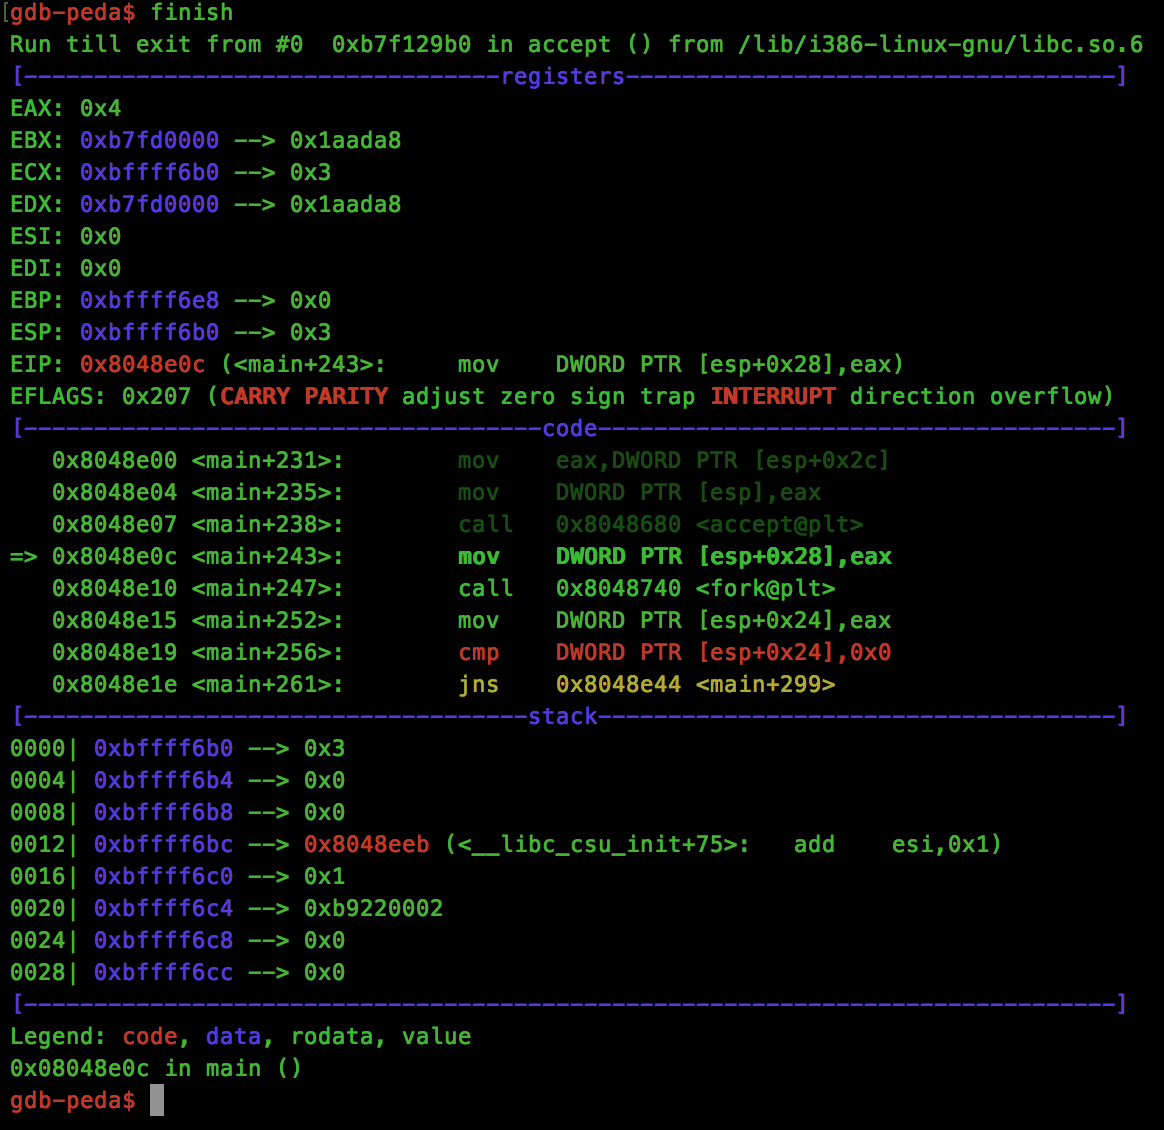 [gdb-peda$ finish
Run till exit from #0  0xb7f129b0 in accept () from /lib/i386-linux-gnu/libc.so.6
[----------------------------------registers-----------------------------------]
EAX: 0x4
EBX: 0xb7fd0000 --> 0x1aada8
ECX: 0xbffff6b0 --> 0x3
EDX: 0xb7fd0000 --> 0x1aada8
ESI: 0x0
EDI: 0x0
EBP: 0xbffff6e8 --> 0x0
ESP: 0xbffff6b0 --> 0x3
EIP: 0x8048e0c (<main+243>:     mov    DWORD PTR [esp+0x28],eax)
EFLAGS: 0x207 (CARRY PARITY adjust zero sign trap INTERRUPT direction overflow)
[-------------------------------------code-------------------------------------]
   0x8048e00 <main+231>:        mov    eax,DWORD PTR [esp+0x2c]
   0x8048e04 <main+235>:        mov    DWORD PTR [esp],eax
   0x8048e07 <main+238>:        call   0x8048680 <accept@plt>
=> 0x8048e0c <main+243>:        mov    DWORD PTR [esp+0x28],eax
   0x8048e10 <main+247>:        call   0x8048740 <fork@plt>
   0x8048e15 <main+252>:        mov    DWORD PTR [esp+0x24],eax
   0x8048e19 <main+256>:        cmp    DWORD PTR [esp+0x24],0x0
   0x8048e1e <main+261>:        jns    0x8048e44 <main+299>
[------------------------------------stack-------------------------------------]
0000| 0xbffff6b0 --> 0x3
0004| 0xbffff6b4 --> 0x0
0008| 0xbffff6b8 --> 0x0
0012| 0xbffff6bc --> 0x8048eeb (<__libc_csu_init+75>:   add    esi,0x1)
0016| 0xbffff6c0 --> 0x1
0020| 0xbffff6c4 --> 0xb9220002
0024| 0xbffff6c8 --> 0x0
0028| 0xbffff6cc --> 0x0
[------------------------------------------------------------------------------]
Legend: code, data, rodata, value
0x08048e0c in main ()
gdb-peda$